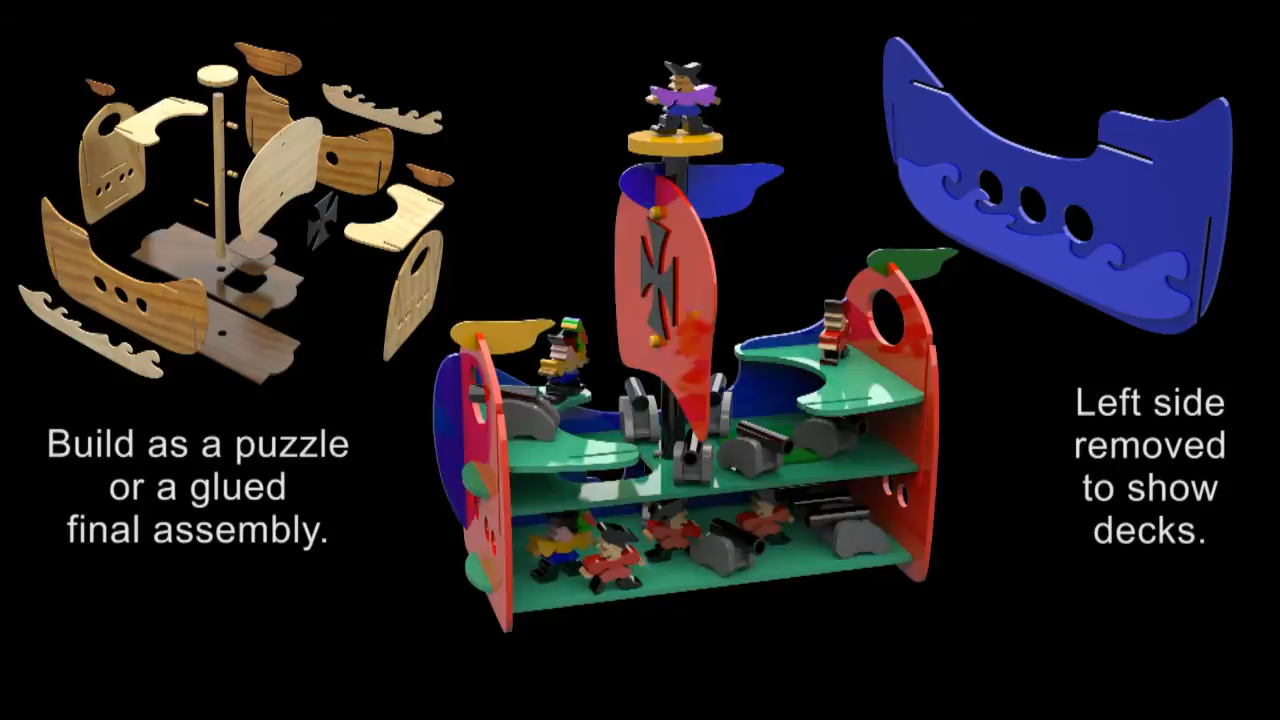 Build as a puzzle
or a glued
final assembly.
Left side
removed
to show
decks.